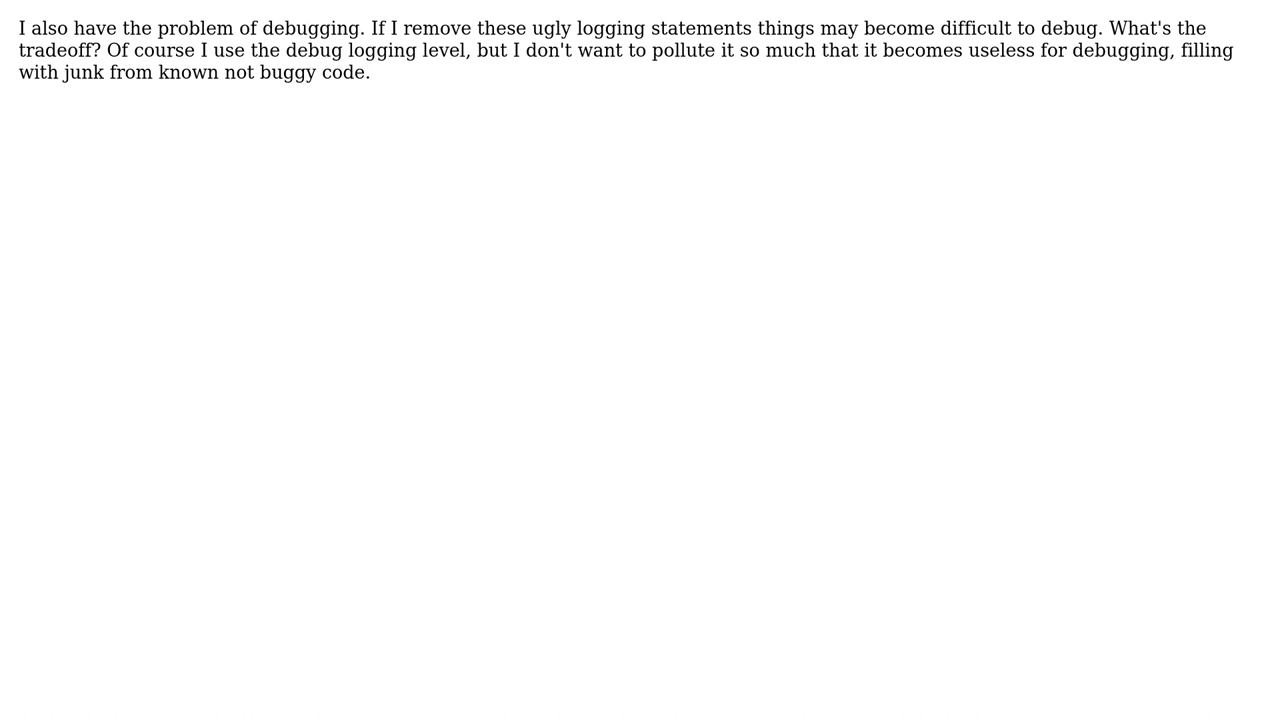 I also have the problem of debugging. If I remove these ugly logging statements things may become difficult to debug. What's the
tradeoff? Of course I use the debug logging level, but I don't want to pollute it so much that it becomes useless for debugging, filling
with junk from known not buggy code.